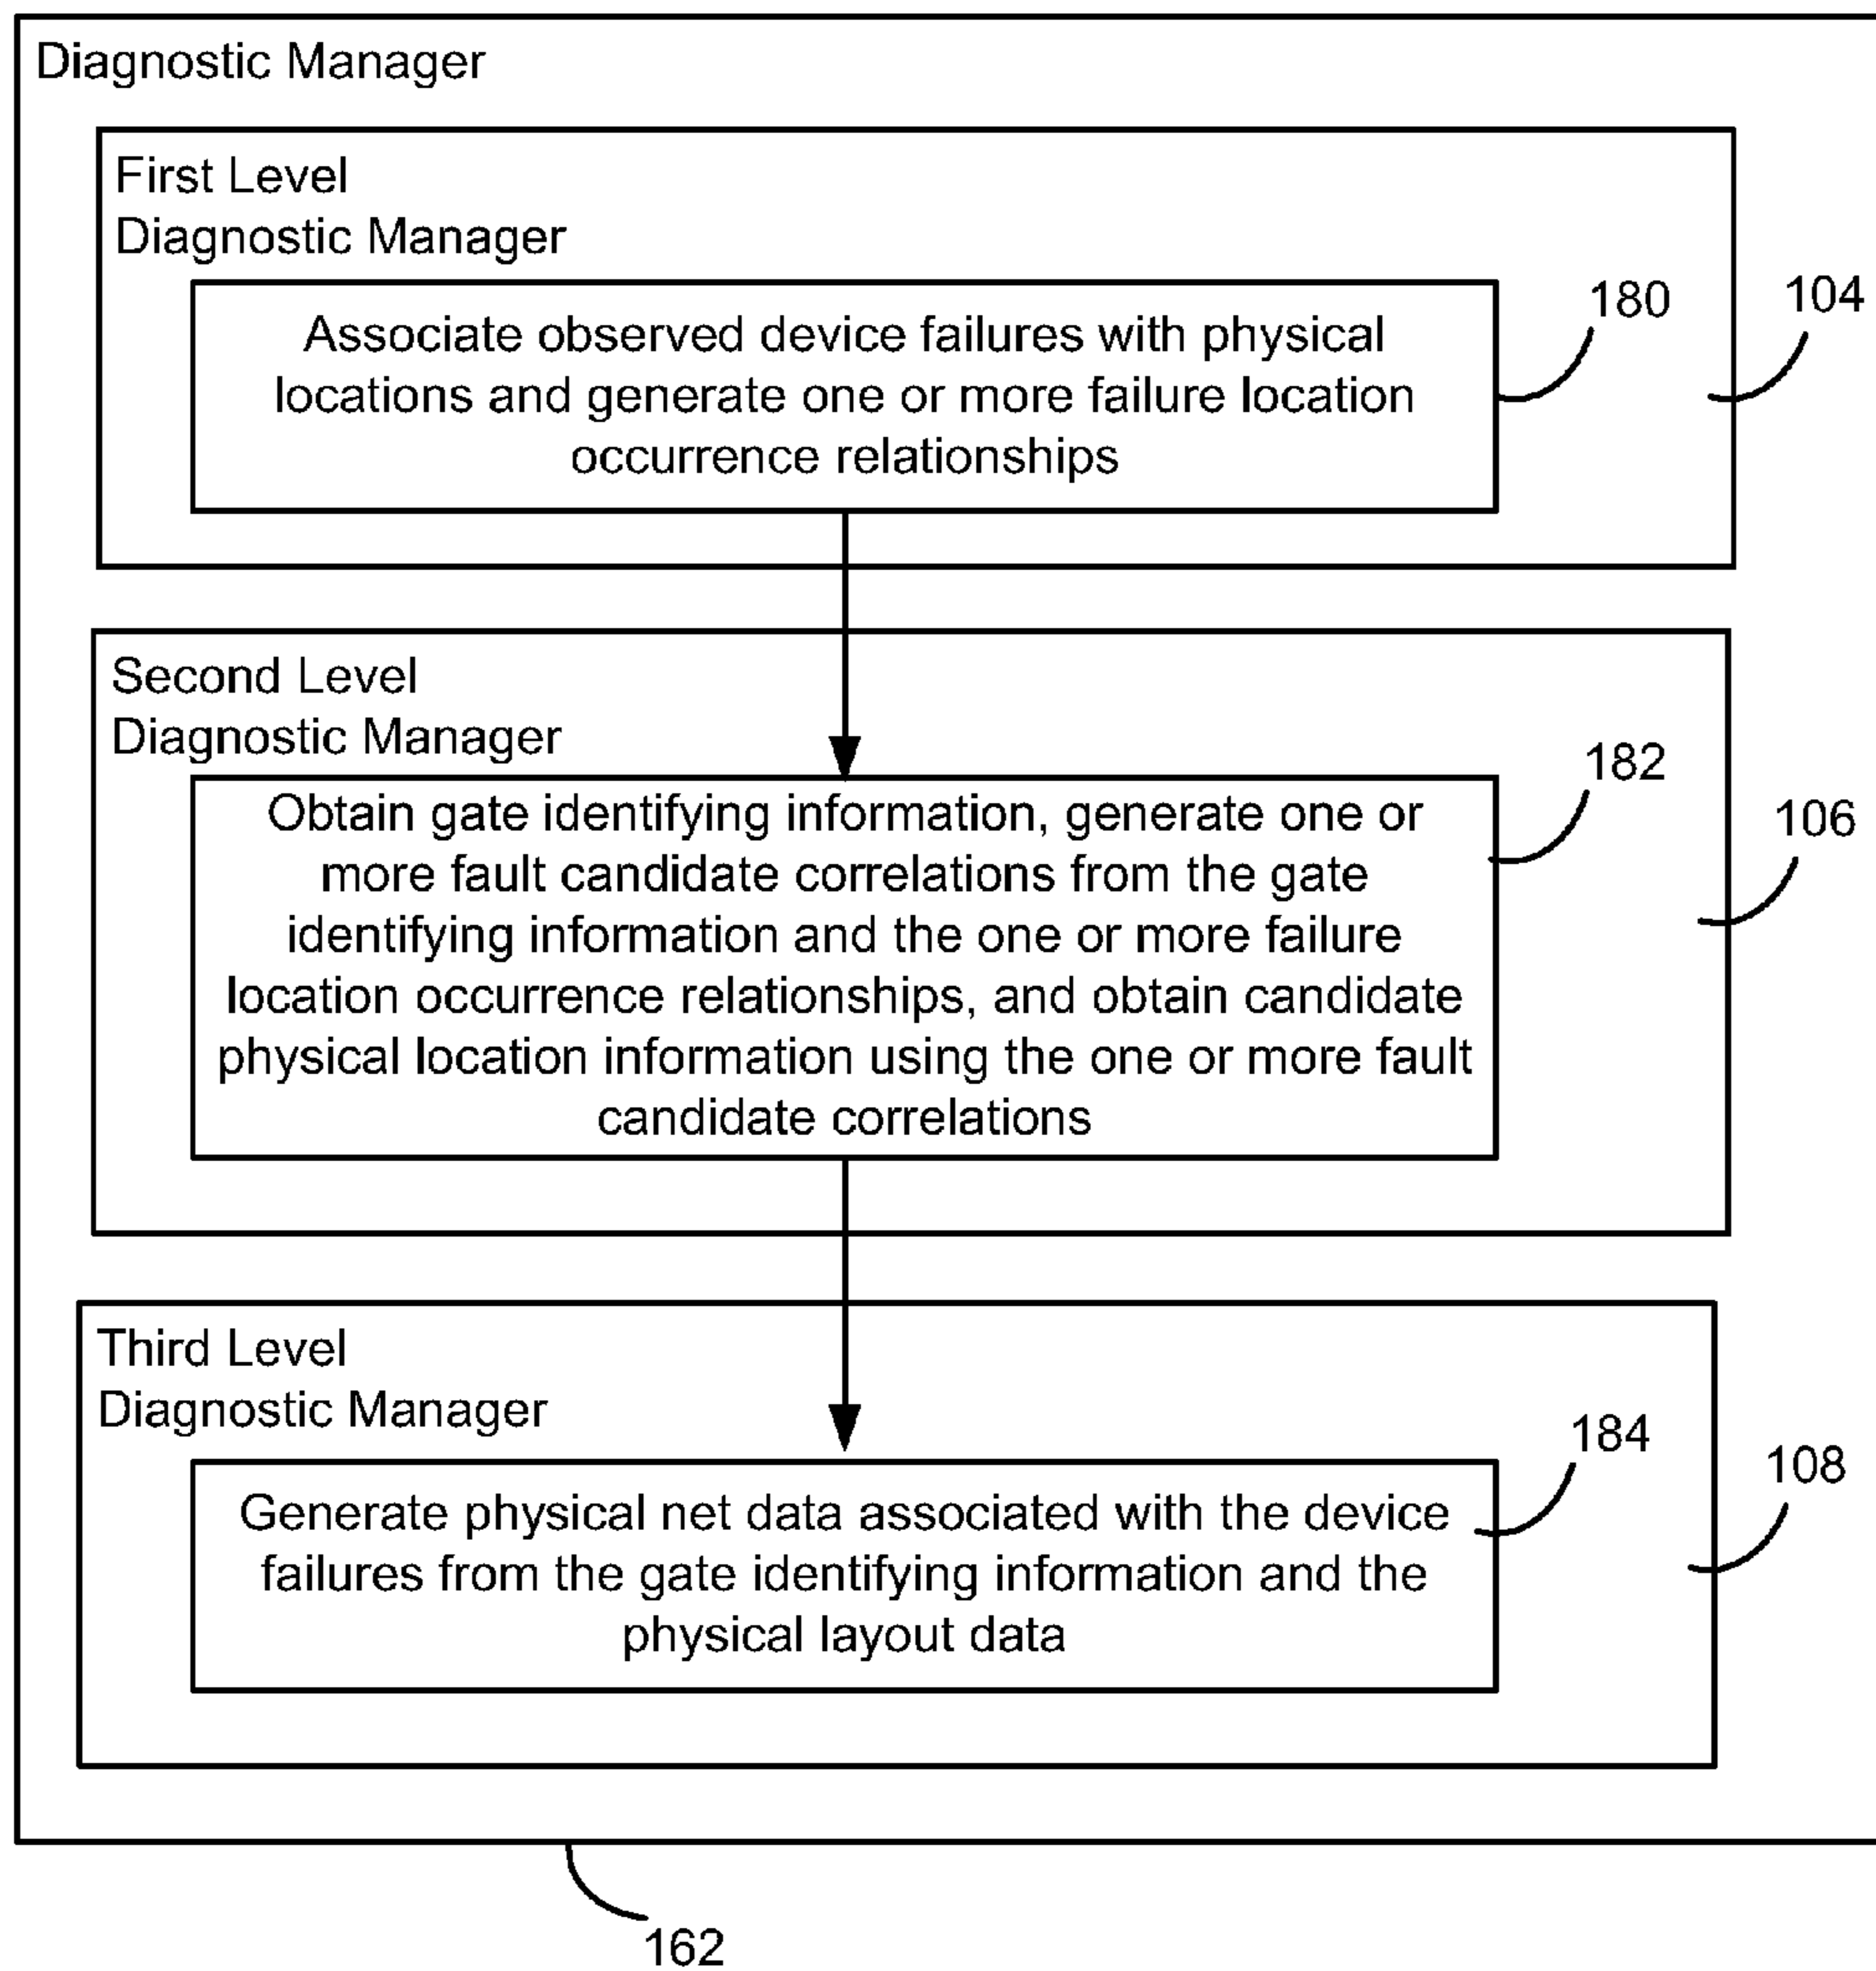 Diagnostic Manager
First Level
Diagnostic Manager
Associate observed device failures with physical
locations and generate one or more failure location
occurrence relationships
180
104
Second Level
Diagnostic Manager
Obtain gate identifying information, generate one or
more fault candidate correlations from the gate
identifying information and the one or more failure
location occurrence relationships, and obtain candidate
physical location information using the one or more fault
candidate correlations
182
106
Third Level
Diagnostic Manager
Generate physical net data associated with the device
failures from the gate identifying information and the
physical layout data
184
108
162